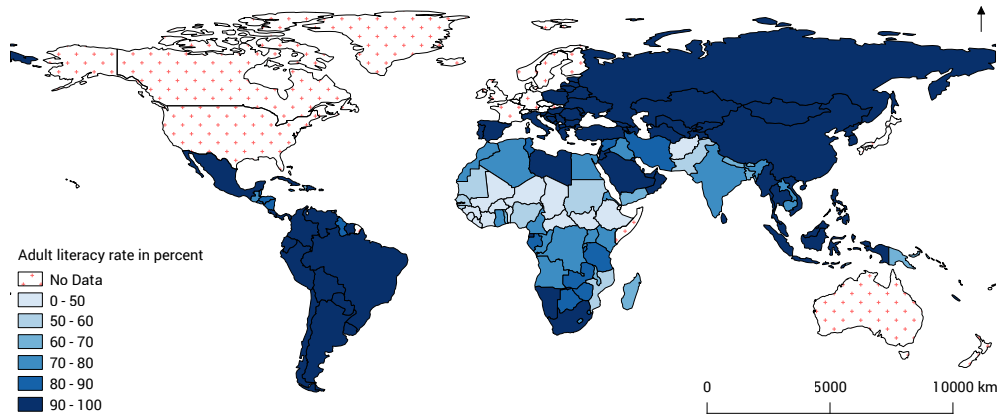 Adult literacy rate in percent
No Data
0 - 50
50 - 60
60 - 70
70 - 80
80 - 90
90 - 100
0 5000 10000 km